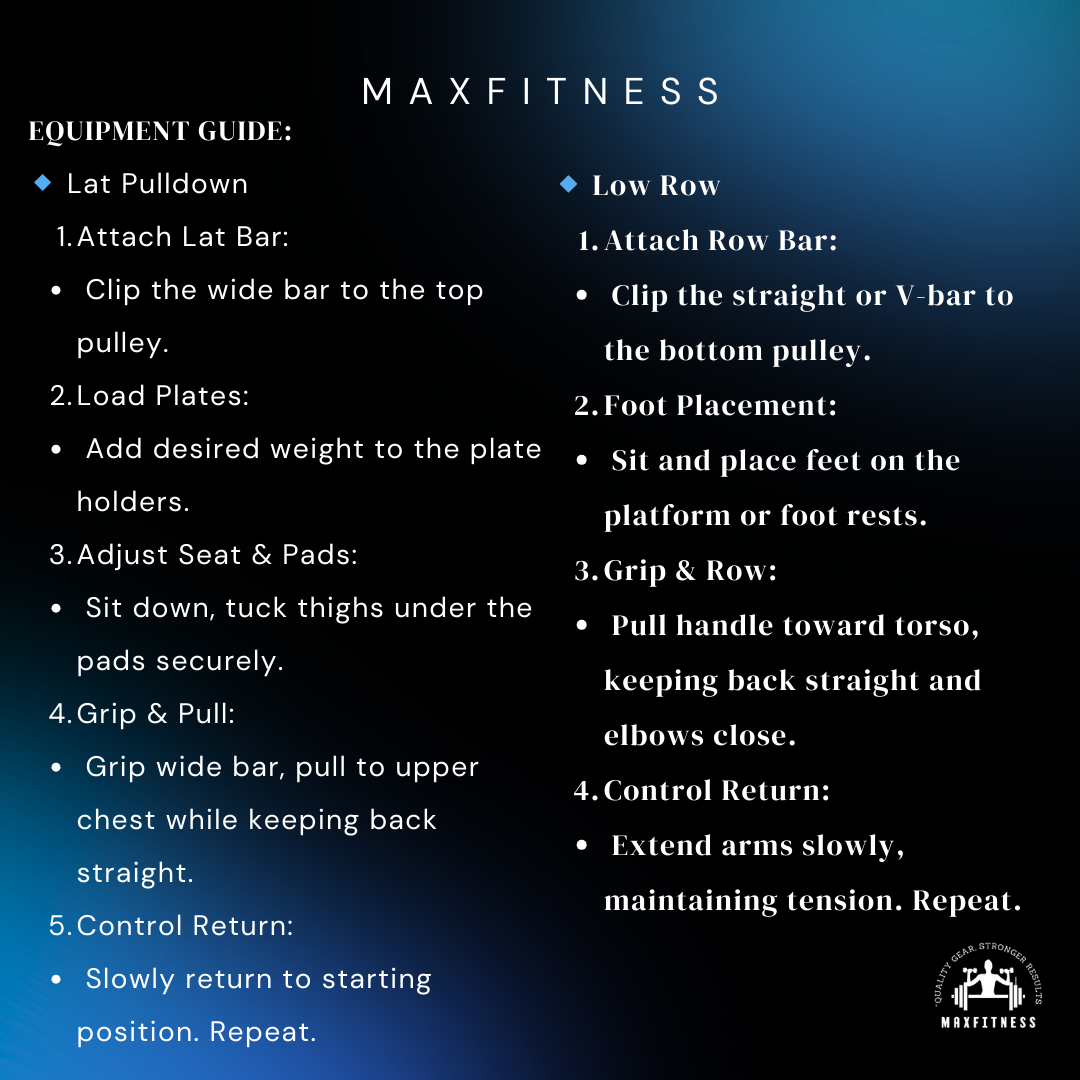 MAXFITNESS
EQUIPMENT GUIDE:
Lat Pulldown
1. Attach Lat Bar:
• Clip the wide bar to the top
pulley.
2. Load Plates:
• Add desired weight to the plate
holders.
3. Adjust Seat & Pads:
• Sit down, tuck thighs under the
pads securely.
4. Grip & Pull:
• Grip wide bar, pull to upper
chest while keeping back
straight.
5. Control Return:
• Slowly return to starting
position. Repeat.
Low Row
1. Attach Row Bar:
• Clip the straight or V-bar to
the bottom pulley.
2. Foot Placement:
• Sit and place feet on the
platform or foot rests.
3. Grip & Row:
• Pull handle toward torso,
keeping back straight and
elbows close.
4. Control Return:
• Extend arms slowly,
maintaining tension. Repeat.
"QUALITY GEAR, STRONGER RESULTS
MAXFITNESS